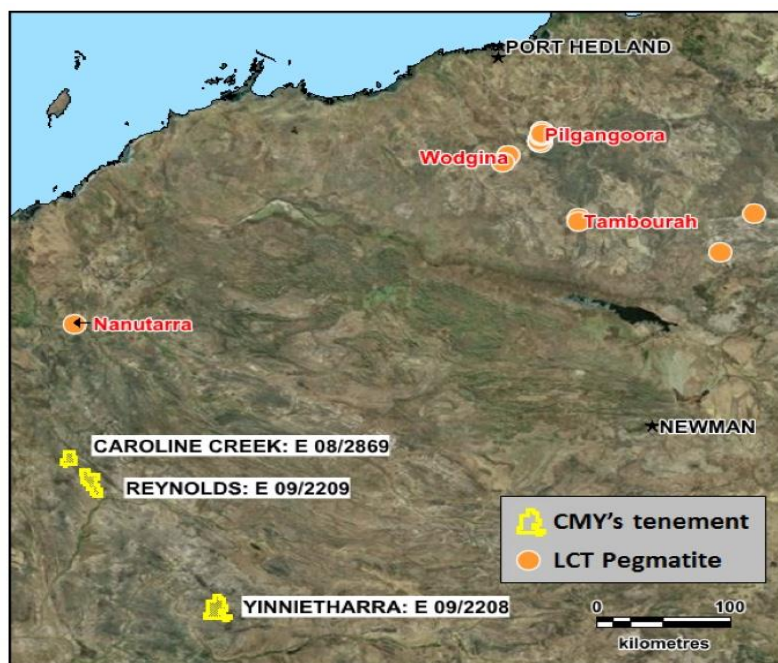 PORT HEDLAND
Pilgangoora
Wodgina
Tambourah
Nanutarra
NEWMAN
CAROLINE CREEK: E 08/2869
REYNOLDS: E 09/2209
CMY's tenement
LCT Pegmatite
YINNIETHARRA: E 09/2208
0 100
kilometres